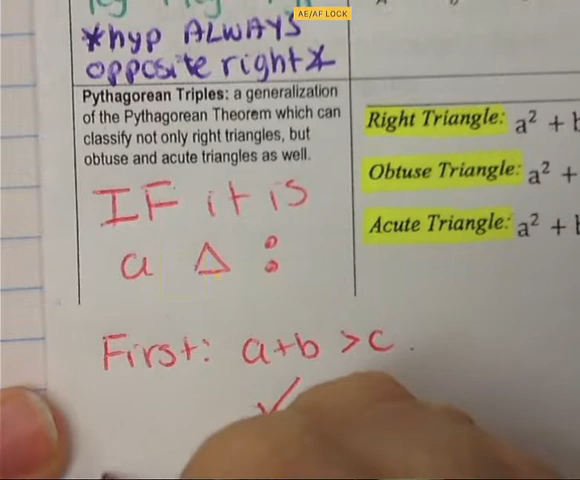 AE/AF LOCK
*hyp ALWAYS
opposite right*
Pythagorean Triples: a generalization
of the Pythagorean Theorem which can
classify not only right triangles, but
obtuse and acute triangles as well.
IF it is
a Δ :
Right Triangle: a² + b
Obtuse Triangle: a² +
Acute Triangle: a² + b
First: a+b >c.